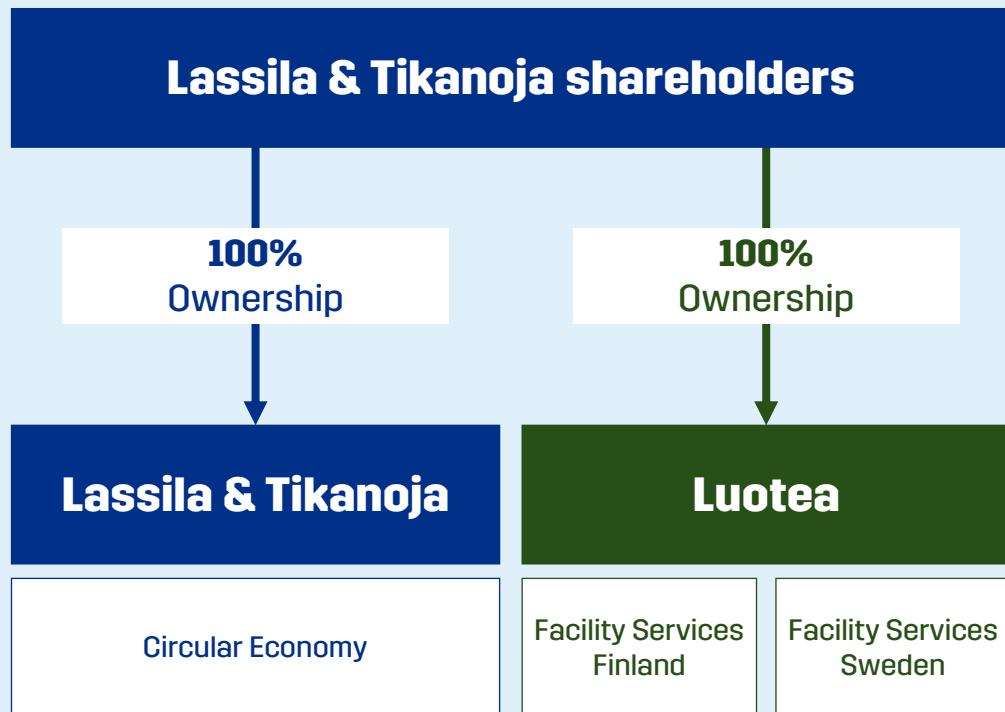 Lassila & Tikanoja shareholders
100%
Ownership
100%
Ownership
Lassila & Tikanoja
Luotea
Circular Economy
Facility Services
Finland
Facility Services
Sweden